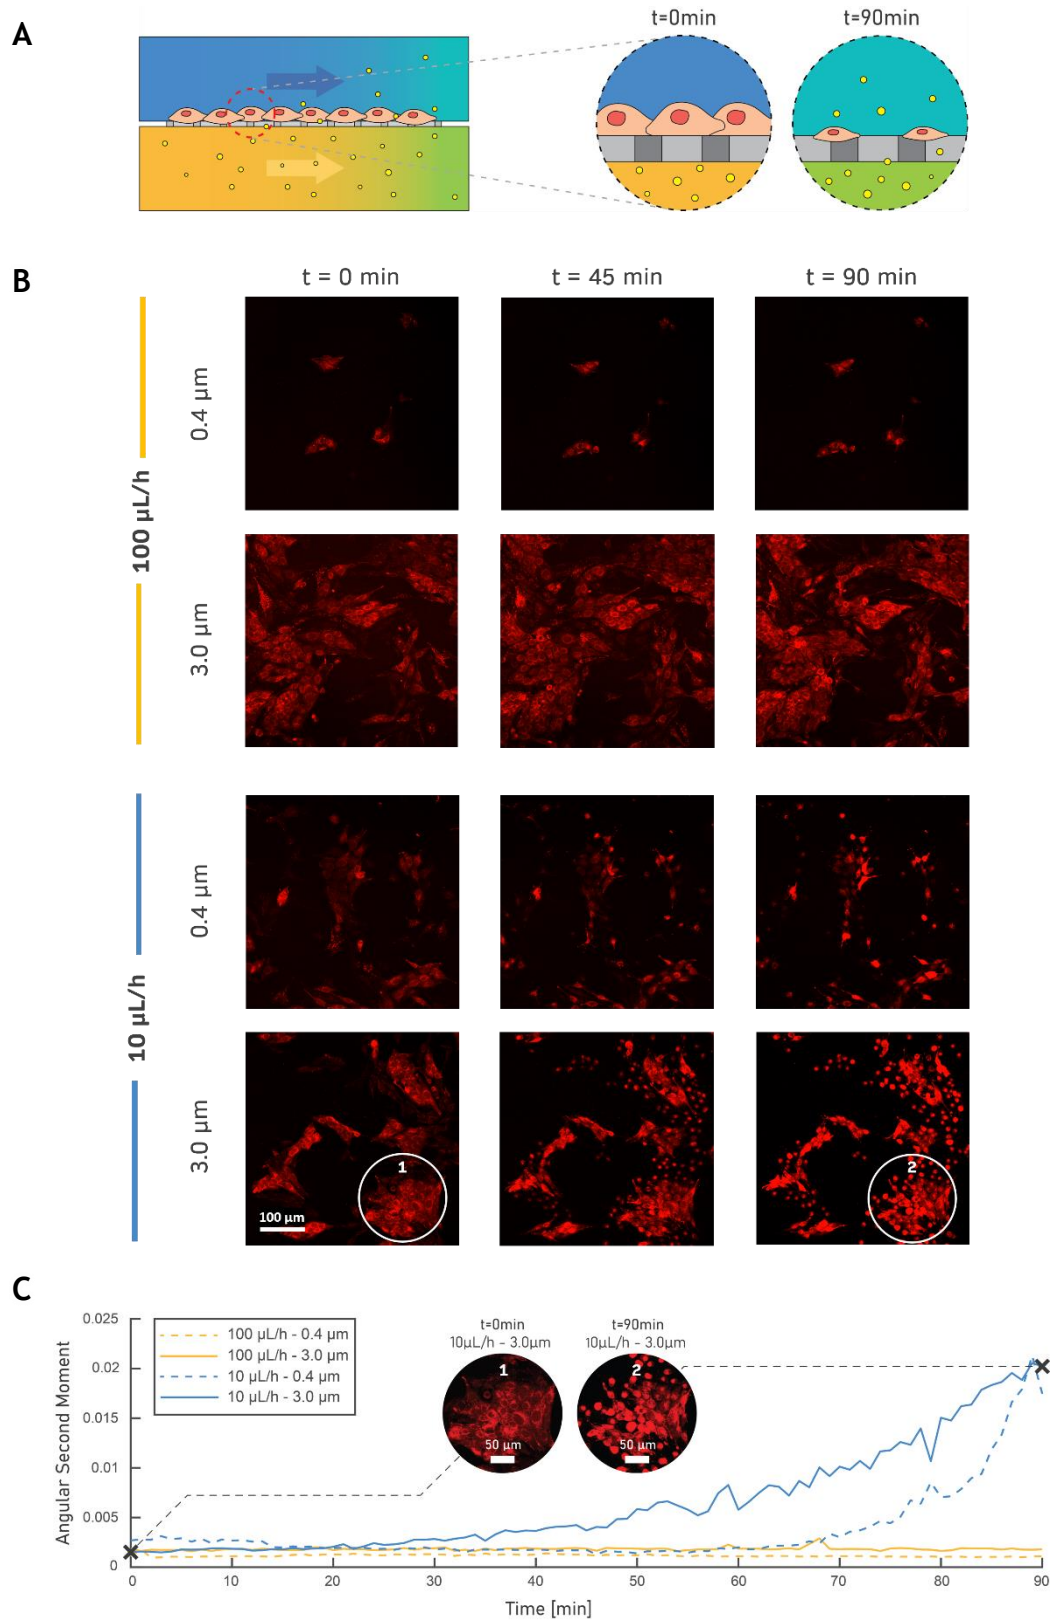 A
t=0min
t=90min
B
t = 0 min
t = 45 min
t = 90 min
100 µL/h
0.4 µm
3.0 µm
10 µL/h
0.4 µm
3.0 µm
1
100 µm
2
C
Angular Second Moment
0.025
0.02
0.015
0.01
0.005
0
100 µL/h - 0.4 µm
100 µL/h - 3.0 µm
10 µL/h - 0.4 µm
10 µL/h - 3.0 µm
t=0min
10µL/h - 3.0µm
1
50 µm
t=90min
10µL/h - 3.0µm
2
50 µm
0
10
20
30
40
50
60
70
80
90
Time [min]